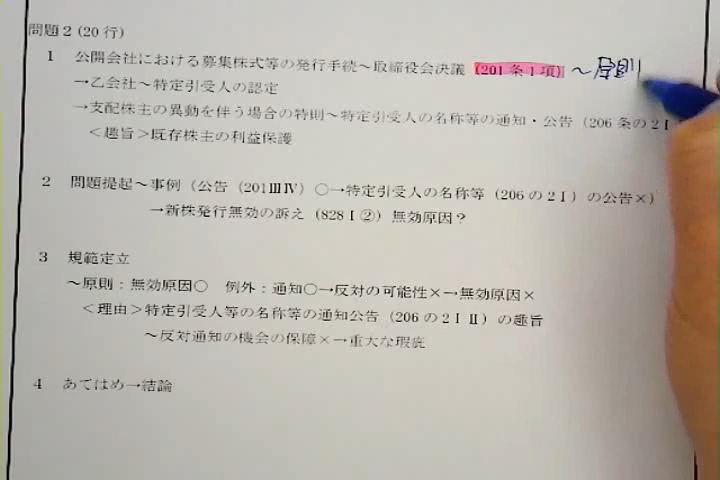 問題2(20行)
1 公開会社における募集株式等の発行手続~取締役会決議(201条1項)~原則
→乙会社~特定引受人の認定
→支配株主の異動を伴う場合の特則~特定引受人の名称等の通知・公告(206条の2Ⅰ
<趣旨>既存株主の利益保護
2 問題提起~事例(公告(201ⅢⅣ)○→特定引受人の名称等(206の2Ⅰ)の公告×)
→新株発行無効の訴え(828Ⅰ②)無効原因?
3 規範定立
~原則:無効原因○ 例外:通知○→反対の可能性×→無効原因×
<理由>特定引受人等の名称等の通知公告(206の2ⅠⅡ)の趣旨
~反対通知の機会の保障×→重大な瑕疵
4 あてはめ→結論